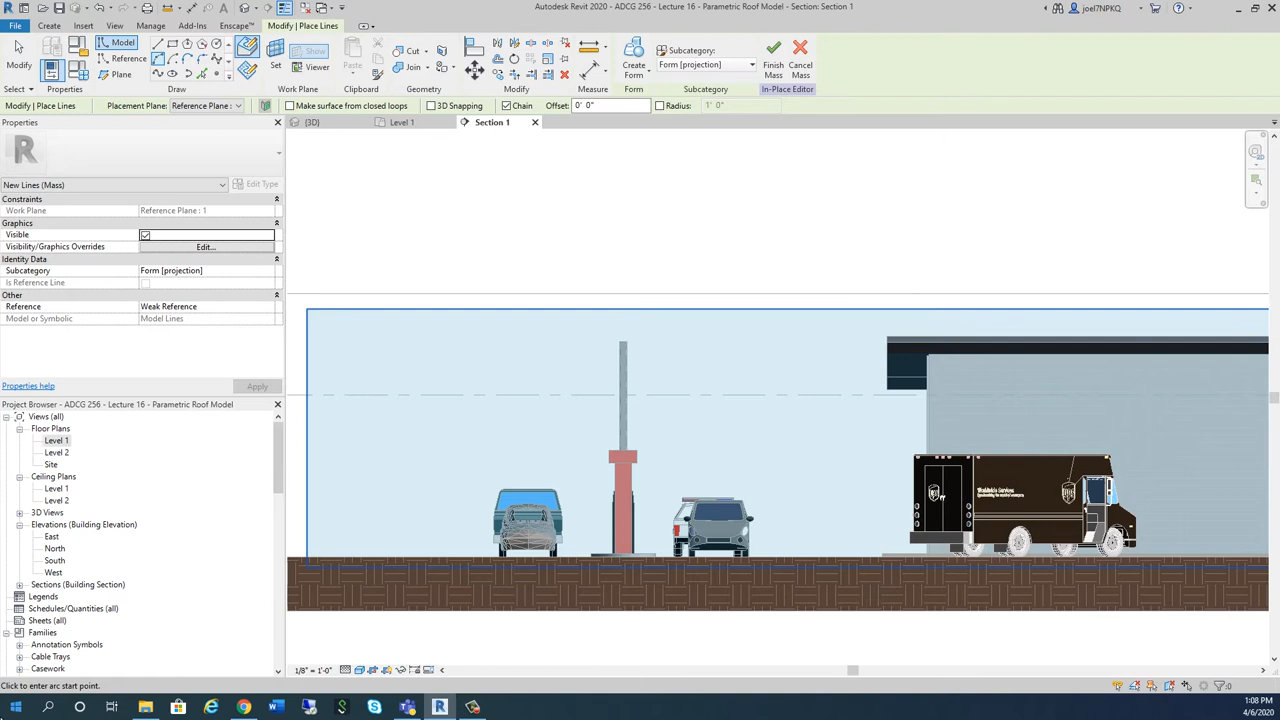 Autodesk Revit 2020 - ADCG 256 - Lecture 16 - Parametric Roof Model - Section: Section 1
joel7NPKQ
File Create Insert View Manage Add-Ins Enscape™ Modify | Place Lines
Modify
Model
Reference
Plane
Set
Show
Viewer
Paste
Cut
Join
Create Form
Subcategory:
Form [projection]
Finish Mass
Cancel Mass
Select Properties Draw Work Plane Clipboard Geometry Modify Measure Form Subcategory In-Place Editor
Modify | Place Lines Placement Plane: Reference Plane : Make surface from closed loops 3D Snapping Chain Offset: 0' 0" Radius: 1' 0"
Properties
{3D} Level 1 Section 1
New Lines (Mass) Edit Type
Constraints
Work Plane Reference Plane : 1
Graphics
Visible
Visibility/Graphics Overrides Edit...
Identity Data
Subcategory Form [projection]
Is Reference Line
Other
Reference Weak Reference
Model or Symbolic Model Lines
Properties help Apply
Project Browser - ADCG 256 - Lecture 16 - Parametric Roof Model
Views (all)
Floor Plans
Level 1
Level 2
Site
Ceiling Plans
Level 1
Level 2
3D Views
Elevations (Building Elevation)
East
North
South
West
Sections (Building Section)
Legends
Schedules/Quantities (all)
Sheets (all)
Families
Annotation Symbols
Cable Trays
Casework
1/8" = 1'-0"
Click to enter arc start point.
:0
1:08 PM
4/6/2020